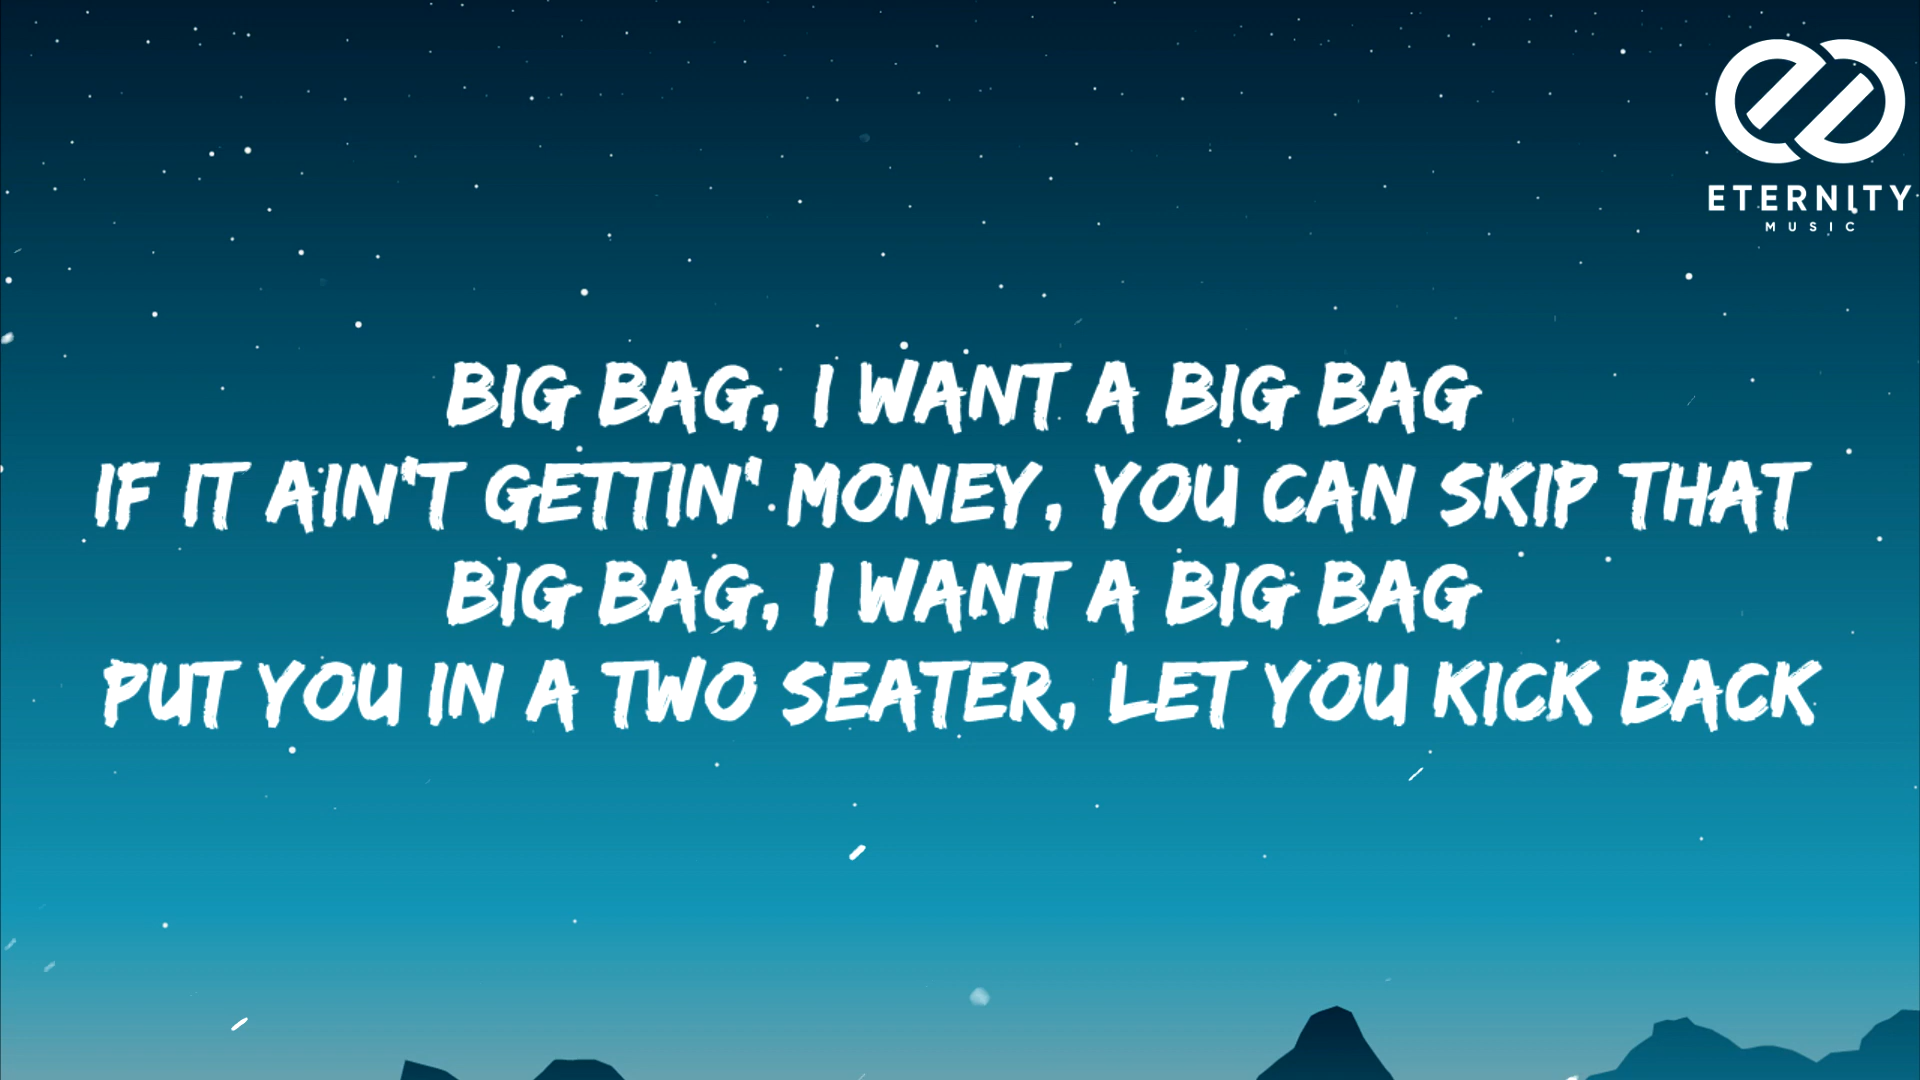 ETERNITY
MUSIC
BIG BAG, I WANT A BIG BAG
IF IT AIN'T GETTIN' MONEY, YOU CAN SKIP THAT
BIG BAG, I WANT A BIG BAG
PUT YOU IN A TWO SEATER, LET YOU KICK BACK